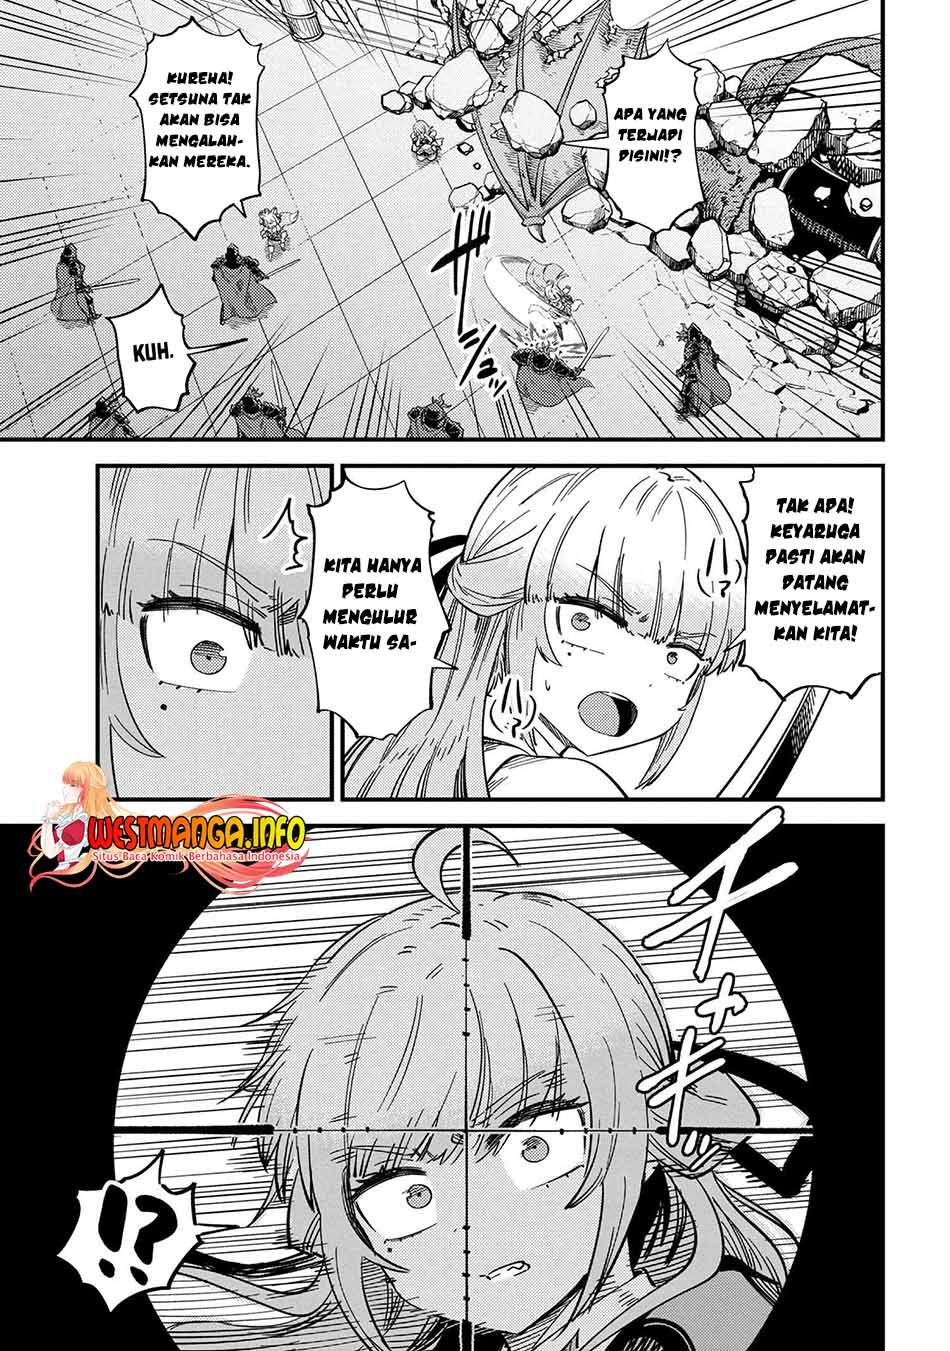 APA YANG
TERJADI
DISINI!?
KUREHA!
SETSUNA TAK
AKAN BISA
MENGALAH-
KAN MEREKA.
KUH.
TAK APA!
KEYARUGA
PASTI AKAN
DATANG
MENYELAMAT-
KAN KITA!
KITA HANYA
PERLU
MENGULUR
WAKTU SA-
WESTMANGA.INFO
SITUS BACA KOMIK BERBAHASA INDONESIA
!?